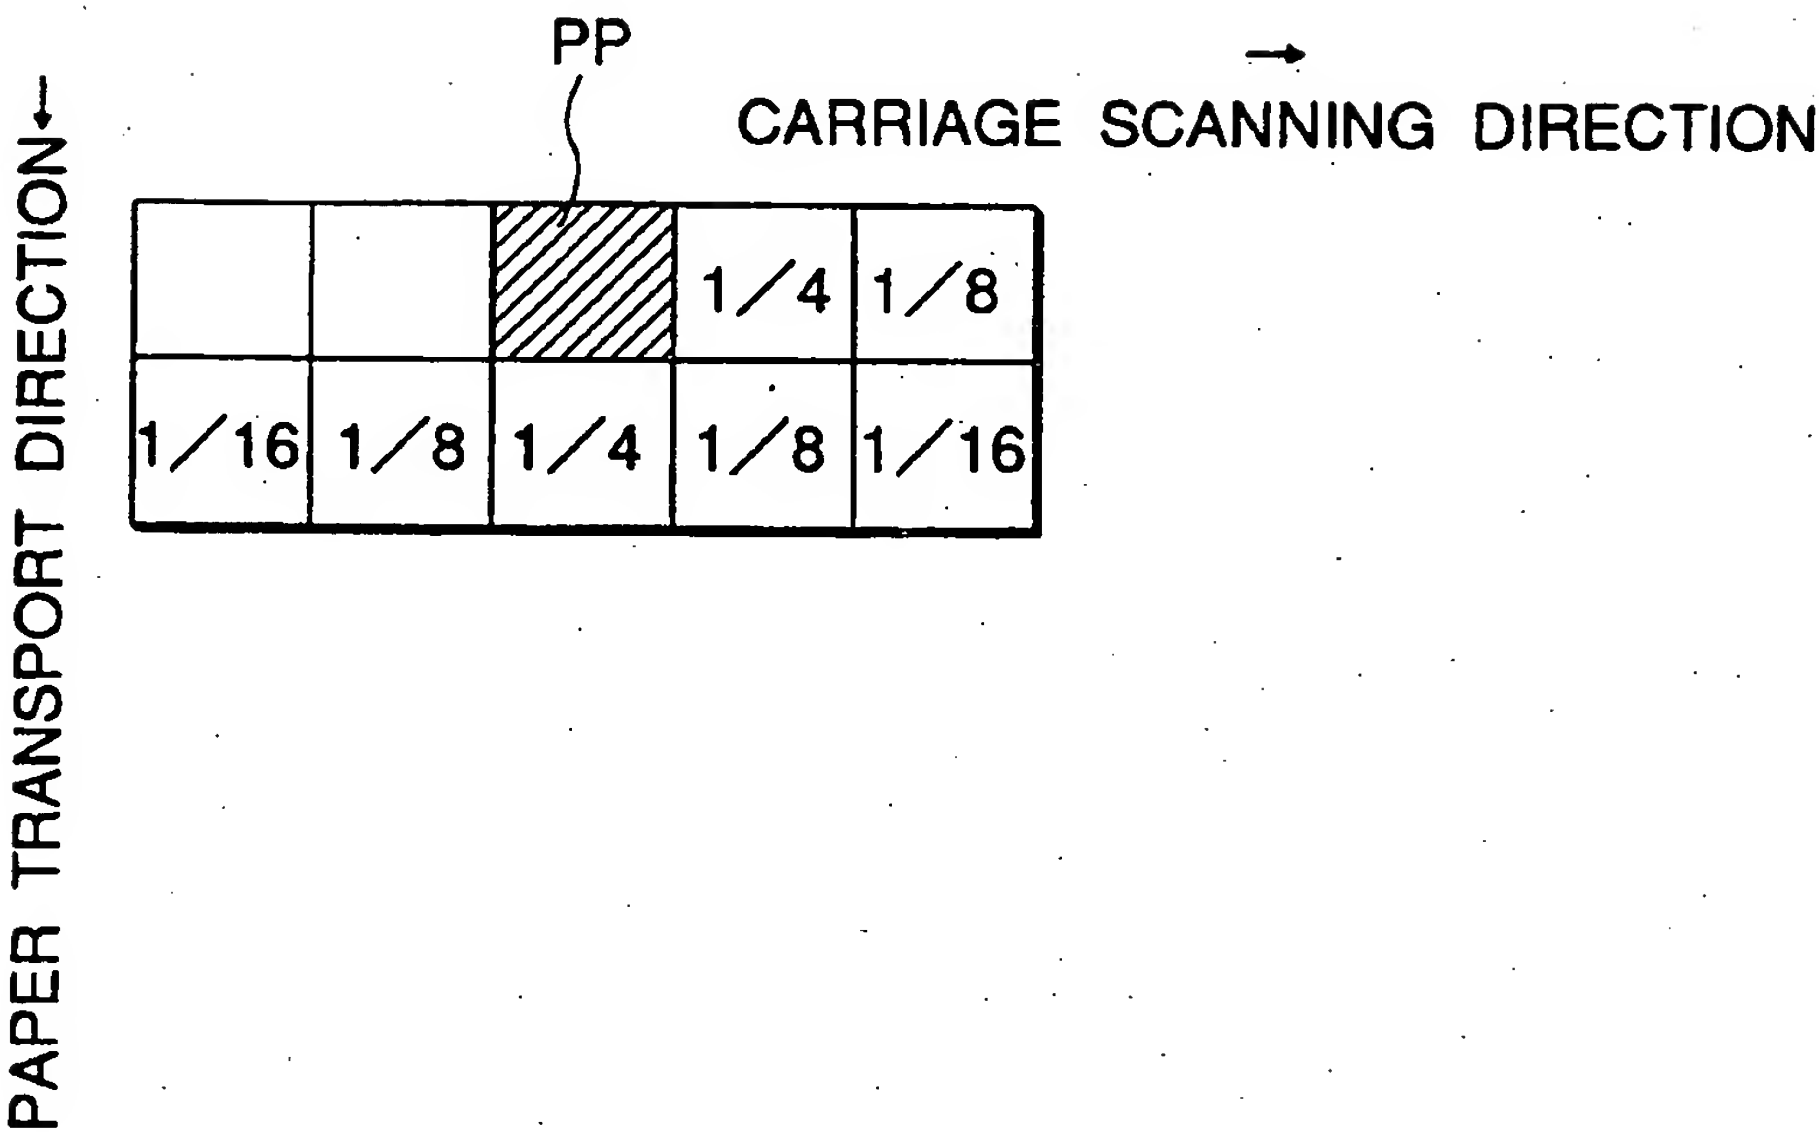 PP
→
CARRIAGE SCANNING DIRECTION
PAPER TRANSPORT DIRECTION←
1/4 1/8
1/16 1/8 1/4 1/8 1/16